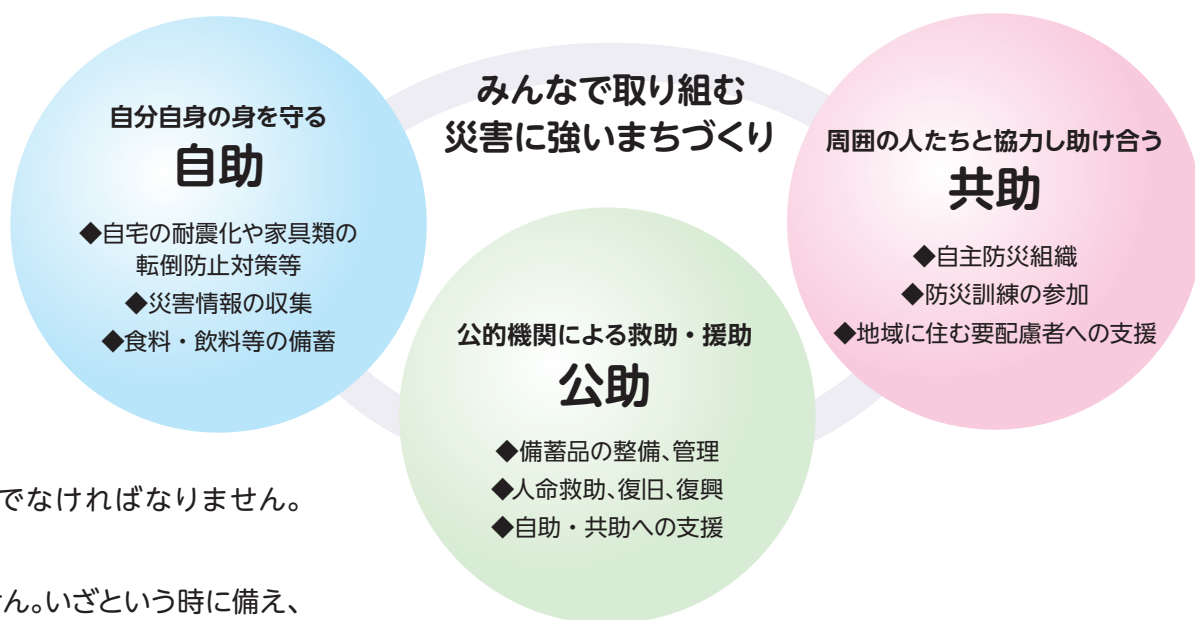 みんなで取り組む
災害に強いまちづくり
自分自身の身を守る
自助
◆自宅の耐震化や家具類の
転倒防止対策等
◆災害情報の収集
◆食料・飲料等の備蓄
周囲の人たちと協力し助け合う
共助
◆自主防災組織
◆防災訓練の参加
◆地域に住む要配慮者への支援
公的機関による救助・援助
公助
◆備蓄品の整備、管理
◆人命救助、復旧、復興
◆自助・共助への支援
でなければなりません。
せん。いざという時に備え、